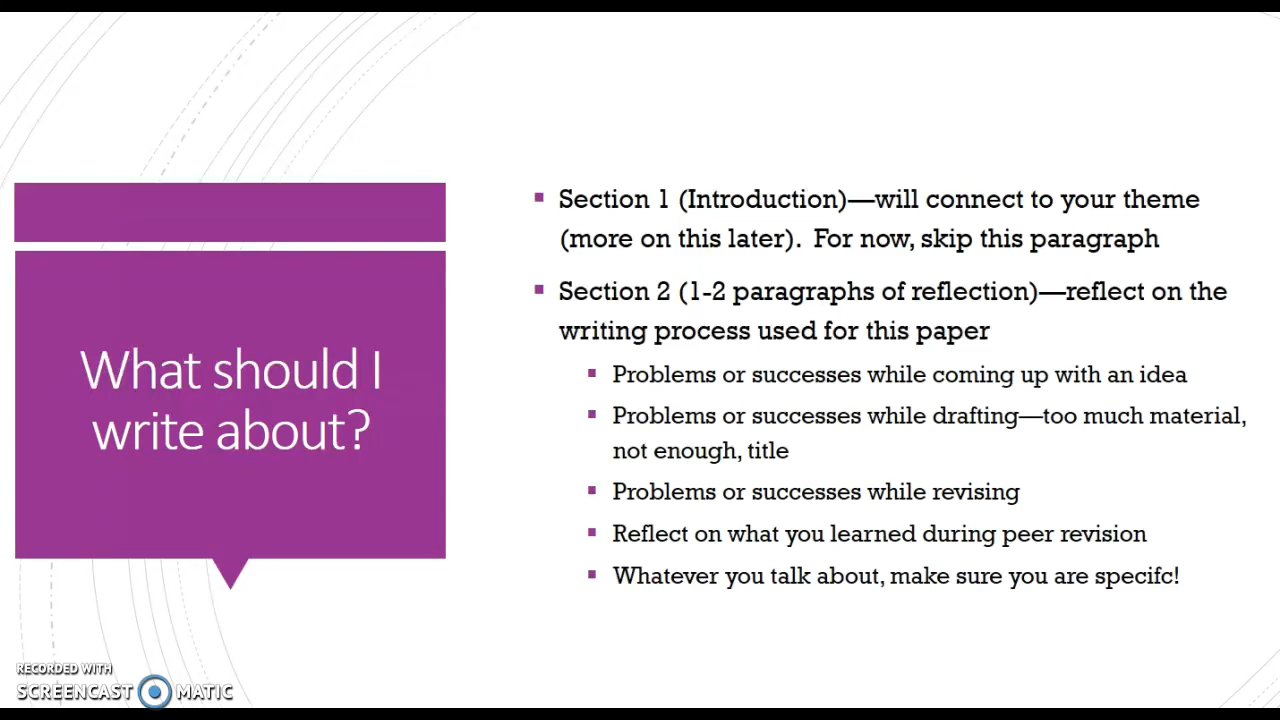 What should I
write about?
Section 1 (Introduction)—will connect to your theme
(more on this later).  For now, skip this paragraph
Section 2 (1-2 paragraphs of reflection)—reflect on the
writing process used for this paper
Problems or successes while coming up with an idea
Problems or successes while drafting—too much material,
not enough, title
Problems or successes while revising
Reflect on what you learned during peer revision
Whatever you talk about, make sure you are specifc!
RECORDED WITH
SCREENCAST MATIC